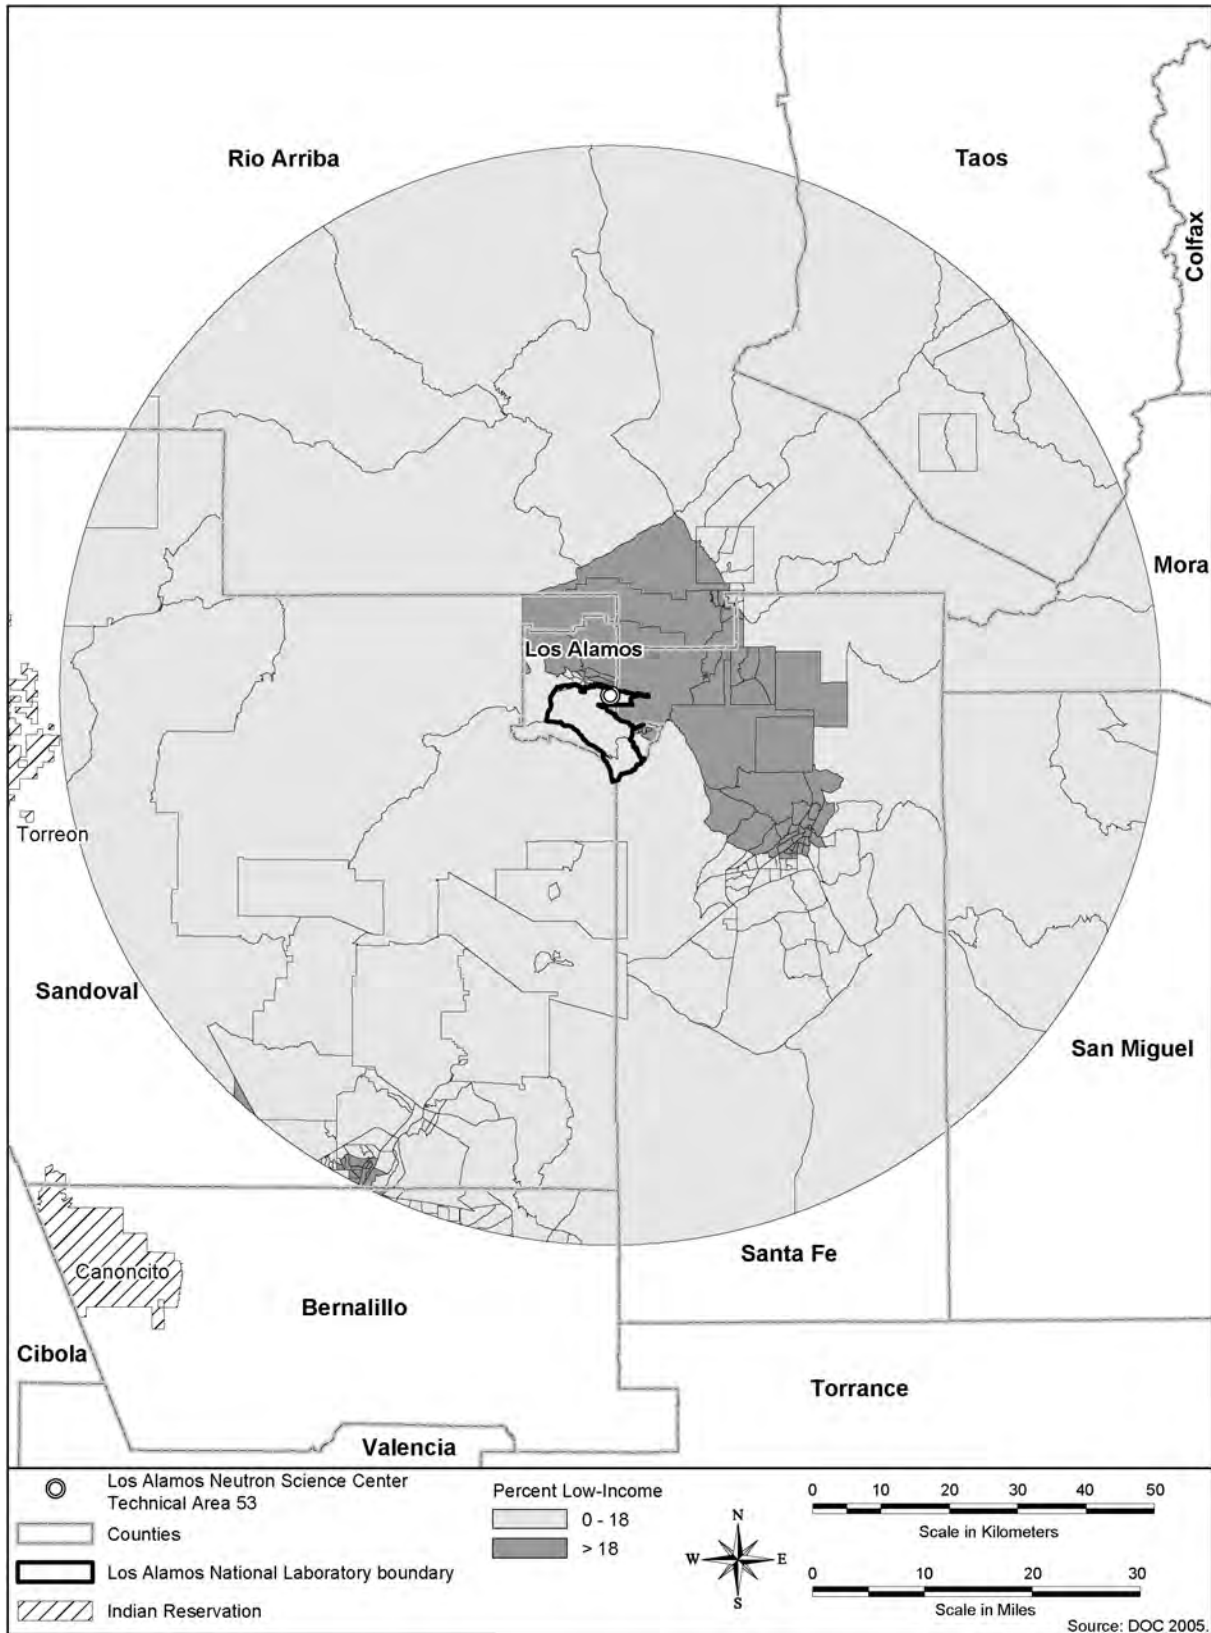 Rio Arriba
Taos
Colfax
Mora
Los Alamos
Torreon
Sandoval
San Miguel
Santa Fe
Canoncito
Bernalillo
Cibola
Torrance
Valencia
Los Alamos Neutron Science Center
Technical Area 53
Counties
Los Alamos National Laboratory boundary
Indian Reservation
Percent Low-Income
0 - 18
> 18
N
W E
S
0 10 20 30 40 50
Scale in Kilometers
0 10 20 30
Scale in Miles
Source: DOC 2005.